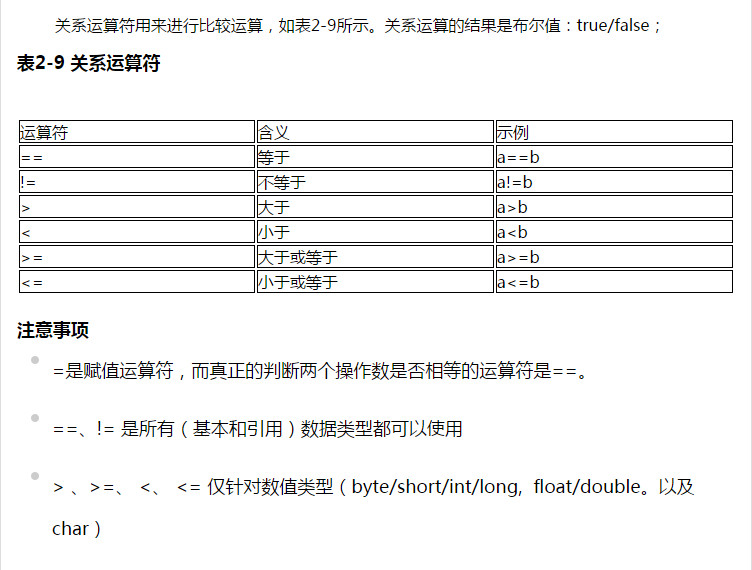 关系运算符用来进行比较运算，如表2-9所示。关系运算的结果是布尔值：true/false；
表2-9 关系运算符
运算符 含义 示例
== 等于 a==b
!= 不等于 a!=b
> 大于 a>b
< 小于 a<b
>= 大于或等于 a>=b
<= 小于或等于 a<=b
注意事项
=是赋值运算符，而真正的判断两个操作数是否相等的运算符是==。
==、!= 是所有（基本和引用）数据类型都可以使用
> 、>=、 <、 <= 仅针对数值类型（byte/short/int/long, float/double。以及
char）